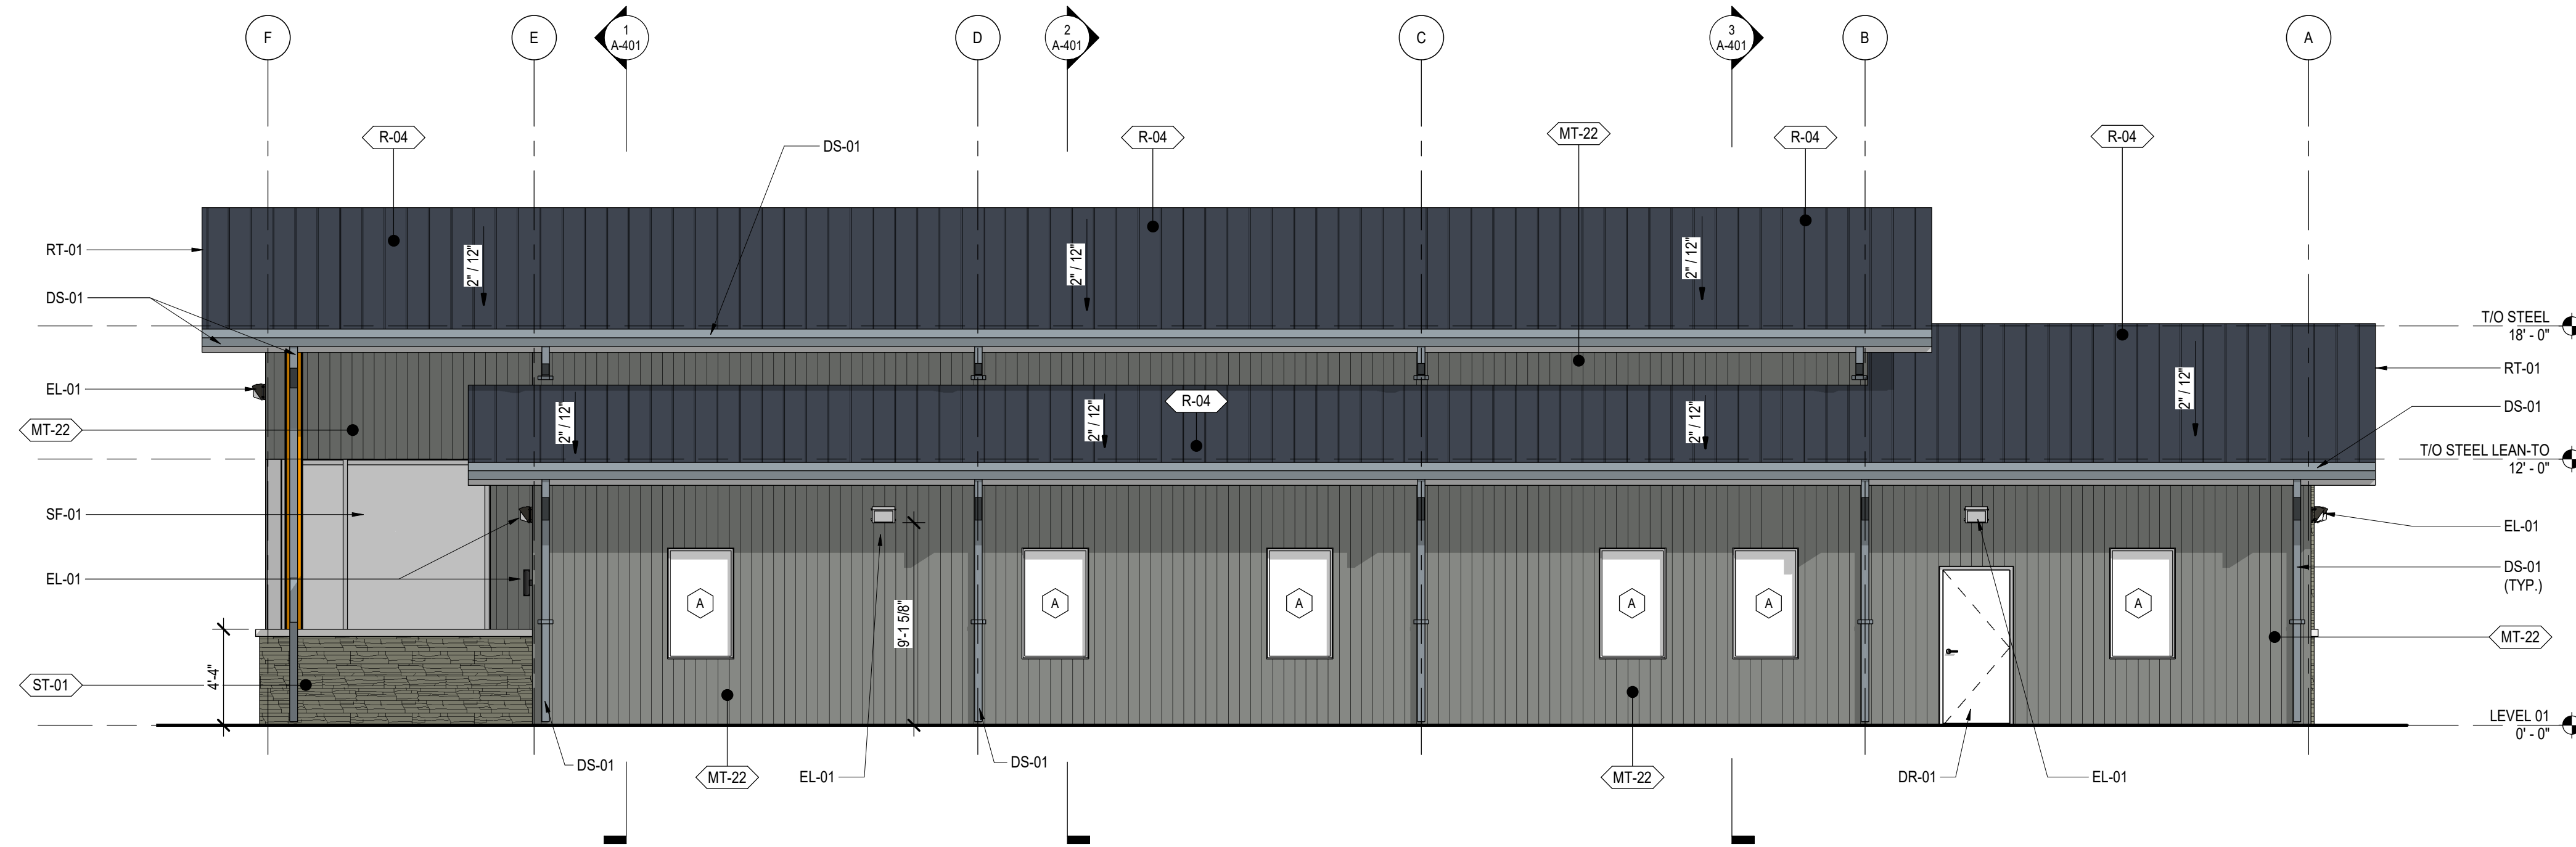 F
E
1
A-401
D
2
A-401
C
3
A-401
B
A
R-04
DS-01
R-04
MT-22
R-04
R-04
RT-01
2" / 12"
2" / 12"
2" / 12"
DS-01
T/O STEEL
18' - 0"
EL-01
RT-01
2" / 12"
R-04
DS-01
MT-22
2" / 12"
2" / 12"
2" / 12"
T/O STEEL LEAN-TO
12' - 0"
SF-01
EL-01
EL-01
DS-01
(TYP.)
A
A
A
A
A
A
9'-1 5/8"
MT-22
4'-4"
ST-01
LEVEL 01
0' - 0"
DS-01
MT-22
EL-01
DS-01
MT-22
DR-01
EL-01